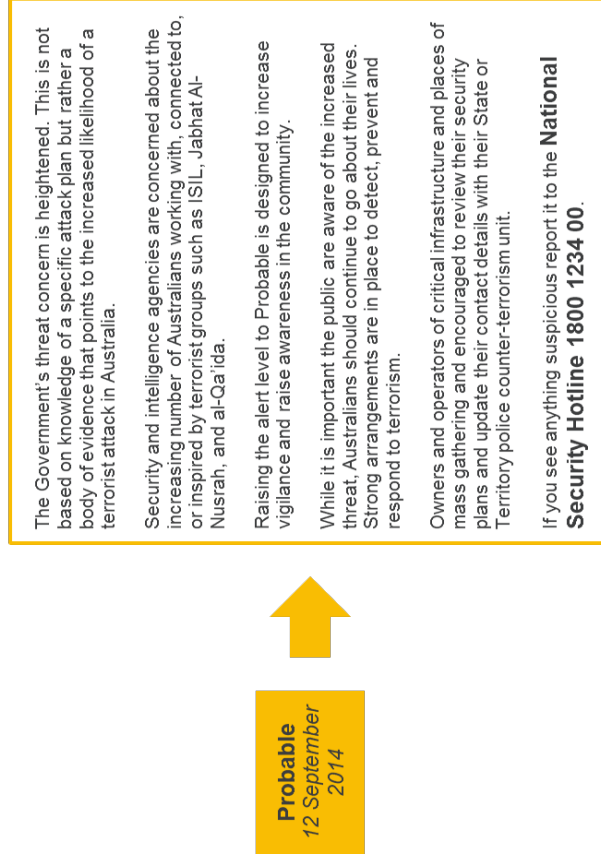 Probable
12 September
2014
The Government's threat concern is heightened. This is not
based on knowledge of a specific attack plan but rather a
body of evidence that points to the increased likelihood of a
terrorist attack in Australia.
Security and intelligence agencies are concerned about the
increasing number of Australians working with, connected to,
or inspired by terrorist groups such as ISIL, Jabhat Al-
Nusrah, and al-Qa'ida.
Raising the alert level to Probable is designed to increase
vigilance and raise awareness in the community.
While it is important the public are aware of the increased
threat, Australians should continue to go about their lives.
Strong arrangements are in place to detect, prevent and
respond to terrorism.
Owners and operators of critical infrastructure and places of
mass gathering and encouraged to review their security
plans and update their contact details with their State or
Territory police counter-terrorism unit.
If you see anything suspicious report it to the National
Security Hotline 1800 1234 00.